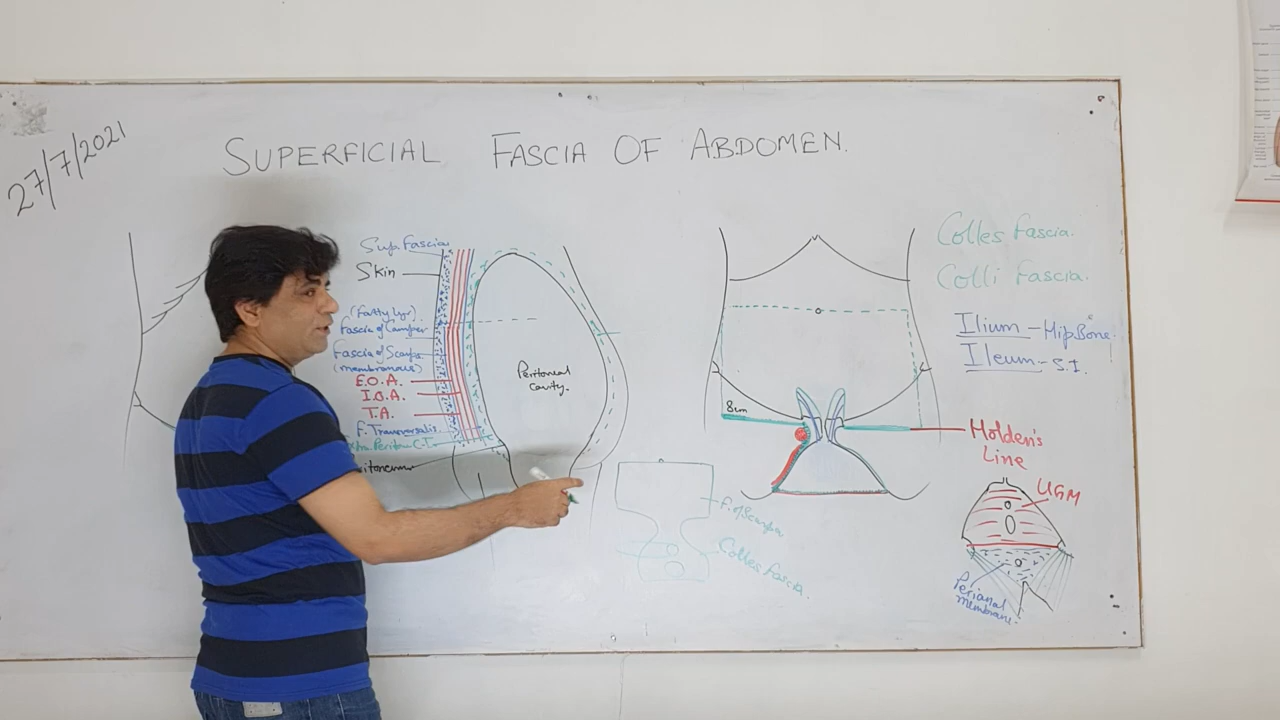 27/7/2021
SUPERFICIAL FASCIA OF ABDOMEN.
Sup. Fascia
Skin
(Fatty lyr)
Fascia of Camper
Fascia of Scarpa
(membranous)
E.O.A.
I.O.A.
T.A.
F. Transversalis
Periton C.T.
Peritoneal
cavity.
8cm
F. of Scarpa
Colles Fascia.
Colles Fascia.
Colli Fascia.
Ilium - Hip Bone.
Ileum - S.I.
Holden's
Line
UGM
Perianal
membrane